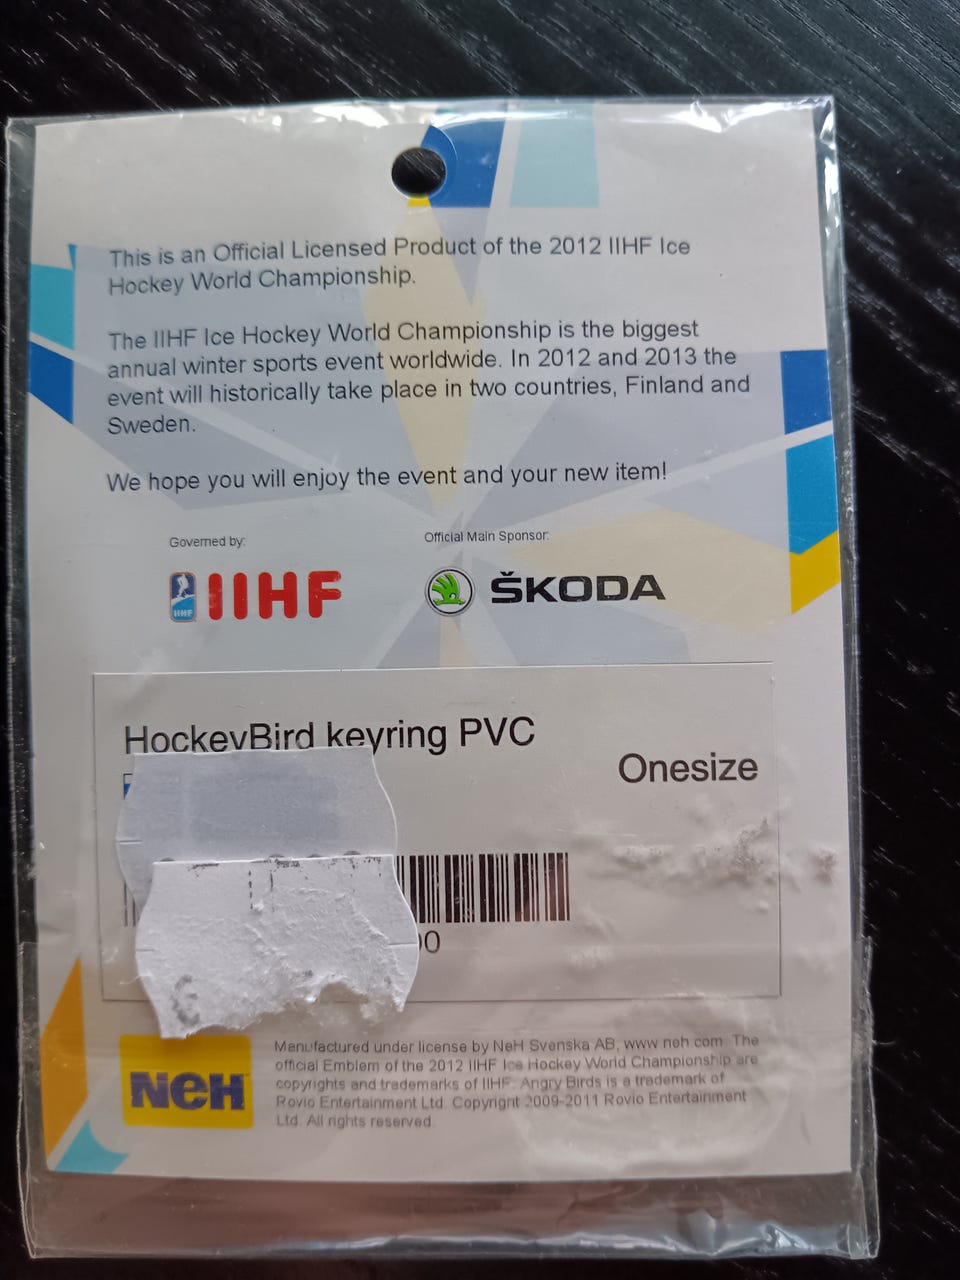 This is an Official Licensed Product of the 2012 IIHF Ice
Hockey World Championship.
The IIHF Ice Hockey World Championship is the biggest
annual winter sports event worldwide. In 2012 and 2013 the
event will historically take place in two countries, Finland and
Sweden.
We hope you will enjoy the event and your new item!
Governed by:
Official Main Sponsor:
IIHF
IIHF
ŠKODA
HockeyBird keyring PVC
Onesize
00
NeH
Manufactured under license by NeH Svenska AB, www neh com The
official Emblem of the 2012 IIHF Ice Hockey World Championship are
copyrights and trademarks of IIHF. Angry Birds is a trademark of
Rovio Entertainment Ltd. Copyright 2009-2011 Rovio Entertainment
Ltd. All rights reserved.